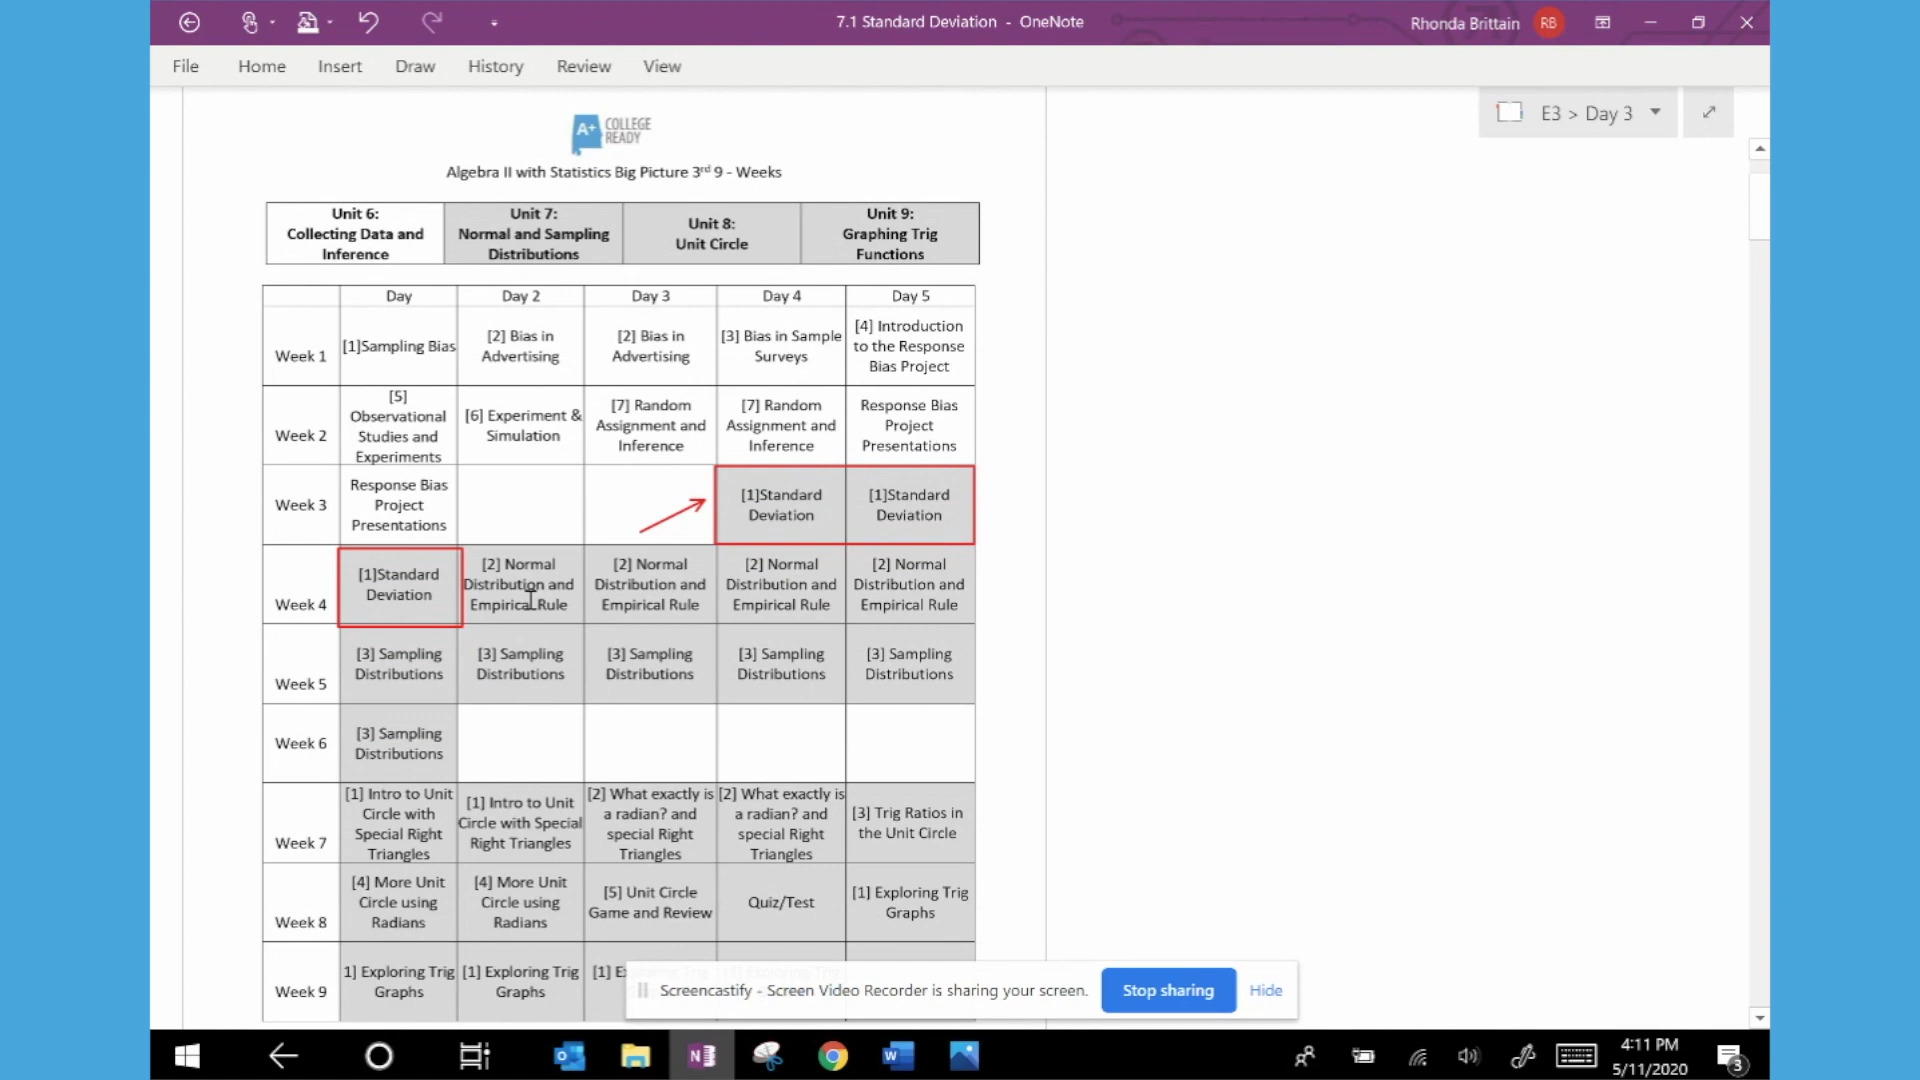 7.1 Standard Deviation - OneNote
Rhonda Brittain
RB
File Home Insert Draw History Review View
E3 > Day 3
A+ COLLEGE
READY
Algebra II with Statistics Big Picture 3rd 9 - Weeks
Unit 6:
Collecting Data and
Inference
Unit 7:
Normal and Sampling
Distributions
Unit 8:
Unit Circle
Unit 9:
Graphing Trig
Functions
Day
Day 2
Day 3
Day 4
Day 5
Week 1
[1]Sampling Bias
[2] Bias in
Advertising
[2] Bias in
Advertising
[3] Bias in Sample
Surveys
[4] Introduction
to the Response
Bias Project
Week 2
[5]
Observational
Studies and
Experiments
[6] Experiment &
Simulation
[7] Random
Assignment and
Inference
[7] Random
Assignment and
Inference
Response Bias
Project
Presentations
Week 3
Response Bias
Project
Presentations
[1]Standard
Deviation
[1]Standard
Deviation
Week 4
[1]Standard
Deviation
[2] Normal
Distribution and
Empirical Rule
[2] Normal
Distribution and
Empirical Rule
[2] Normal
Distribution and
Empirical Rule
[2] Normal
Distribution and
Empirical Rule
Week 5
[3] Sampling
Distributions
[3] Sampling
Distributions
[3] Sampling
Distributions
[3] Sampling
Distributions
[3] Sampling
Distributions
Week 6
[3] Sampling
Distributions
Week 7
[1] Intro to Unit
Circle with
Special Right
Triangles
[1] Intro to Unit
Circle with Special
Right Triangles
[2] What exactly is
a radian? and
special Right
Triangles
[2] What exactly is
a radian? and
special Right
Triangles
[3] Trig Ratios in
the Unit Circle
Week 8
[4] More Unit
Circle using
Radians
[4] More Unit
Circle using
Radians
[5] Unit Circle
Game and Review
Quiz/Test
[1] Exploring Trig
Graphs
Week 9
1] Exploring Trig
Graphs
[1] Exploring Trig
Graphs
[1]
Screencastify - Screen Video Recorder is sharing your screen.
Stop sharing
Hide
4:11 PM
5/11/2020
3